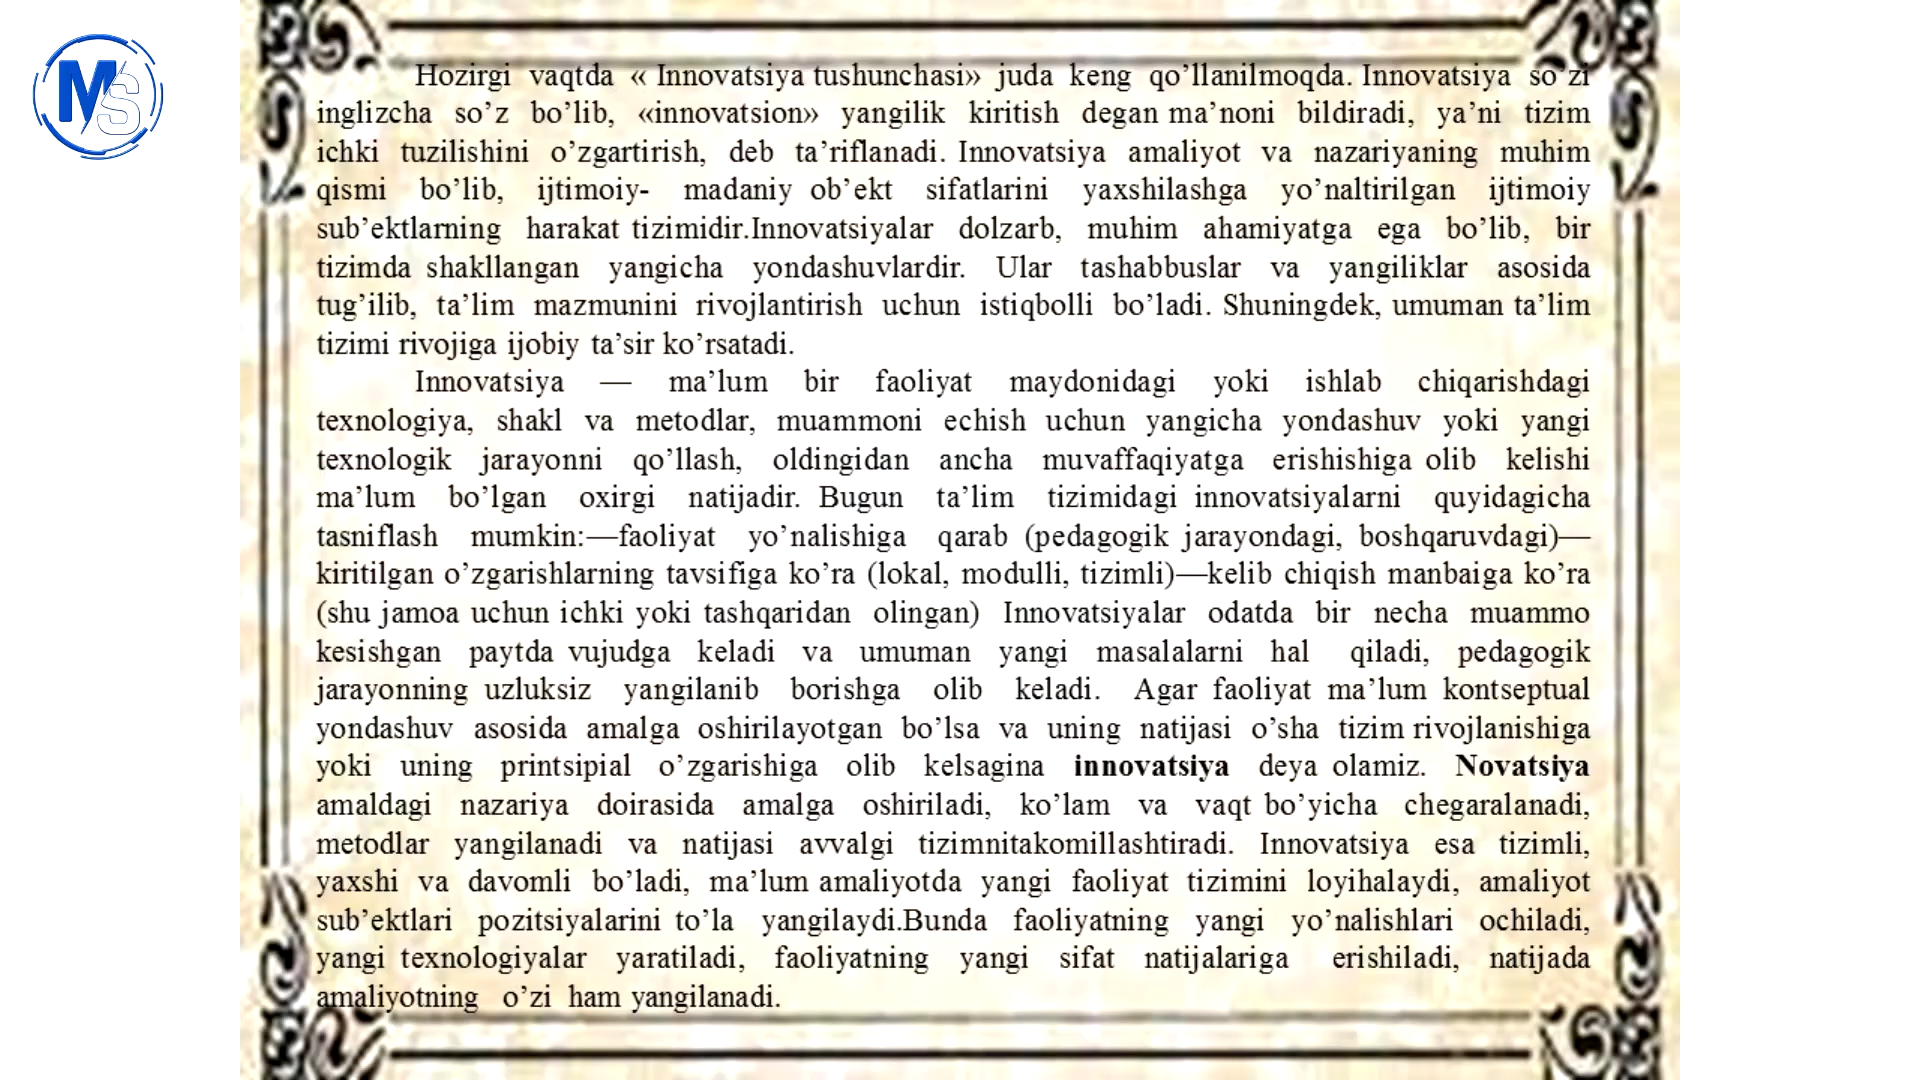 MS
Hozirgi vaqtda « Innovatsiya tushunchasi» juda keng qo’llanilmoqda. Innovatsiya so’zi
inglizcha so’z bo’lib, «innovatsion» yangilik kiritish degan ma’noni bildiradi, ya’ni tizim
ichki tuzilishini o’zgartirish, deb ta’riflanadi. Innovatsiya amaliyot va nazariyaning muhim
qismi bo’lib, ijtimoiy- madaniy ob’ekt sifatlarini yaxshilashga yo’naltirilgan ijtimoiy
sub’ektlarning harakat tizimidir.Innovatsiyalar dolzarb, muhim ahamiyatga ega bo’lib, bir
tizimda shakllangan yangicha yondashuvlardir. Ular tashabbuslar va yangiliklar asosida
tug’ilib, ta’lim mazmunini rivojlantirish uchun istiqbolli bo’ladi. Shuningdek, umuman ta’lim
tizimi rivojiga ijobiy ta’sir ko’rsatadi.
Innovatsiya — ma’lum bir faoliyat maydonidagi yoki ishlab chiqarishdagi
texnologiya, shakl va metodlar, muammoni echish uchun yangicha yondashuv yoki yangi
texnologik jarayonni qo’llash, oldingidan ancha muvaffaqiyatga erishishiga olib kelishi
ma’lum bo’lgan oxirgi natijadir. Bugun ta’lim tizimidagi innovatsiyalarni quyidagicha
tasniflash mumkin:—faoliyat yo’nalishiga qarab (pedagogik jarayondagi, boshqaruvdagi)—
kiritilgan o’zgarishlarning tavsifiga ko’ra (lokal, modulli, tizimli)—kelib chiqish manbaiga ko’ra
(shu jamoa uchun ichki yoki tashqaridan olingan) Innovatsiyalar odatda bir necha muammo
kesishgan paytda vujudga keladi va umuman yangi masalalarni hal qiladi, pedagogik
jarayonning uzluksiz yangilanib borishga olib keladi. Agar faoliyat ma’lum kontseptual
yondashuv asosida amalga oshirilayotgan bo’lsa va uning natijasi o’sha tizim rivojlanishiga
yoki uning printsipial o’zgarishiga olib kelsagina innovatsiya deya olamiz. Novatsiya
amaldagi nazariya doirasida amalga oshiriladi, ko’lam va vaqt bo’yicha chegaralanadi,
metodlar yangilanadi va natijasi avvalgi tizimnitakomillashtiradi. Innovatsiya esa tizimli,
yaxshi va davomli bo’ladi, ma’lum amaliyotda yangi faoliyat tizimini loyihalaydi, amaliyot
sub’ektlari pozitsiyalarini to’la yangilaydi.Bunda faoliyatning yangi yo’nalishlari ochiladi,
yangi texnologiyalar yaratiladi, faoliyatning yangi sifat natijalariga erishiladi, natijada
amaliyotning o’zi ham yangilanadi.